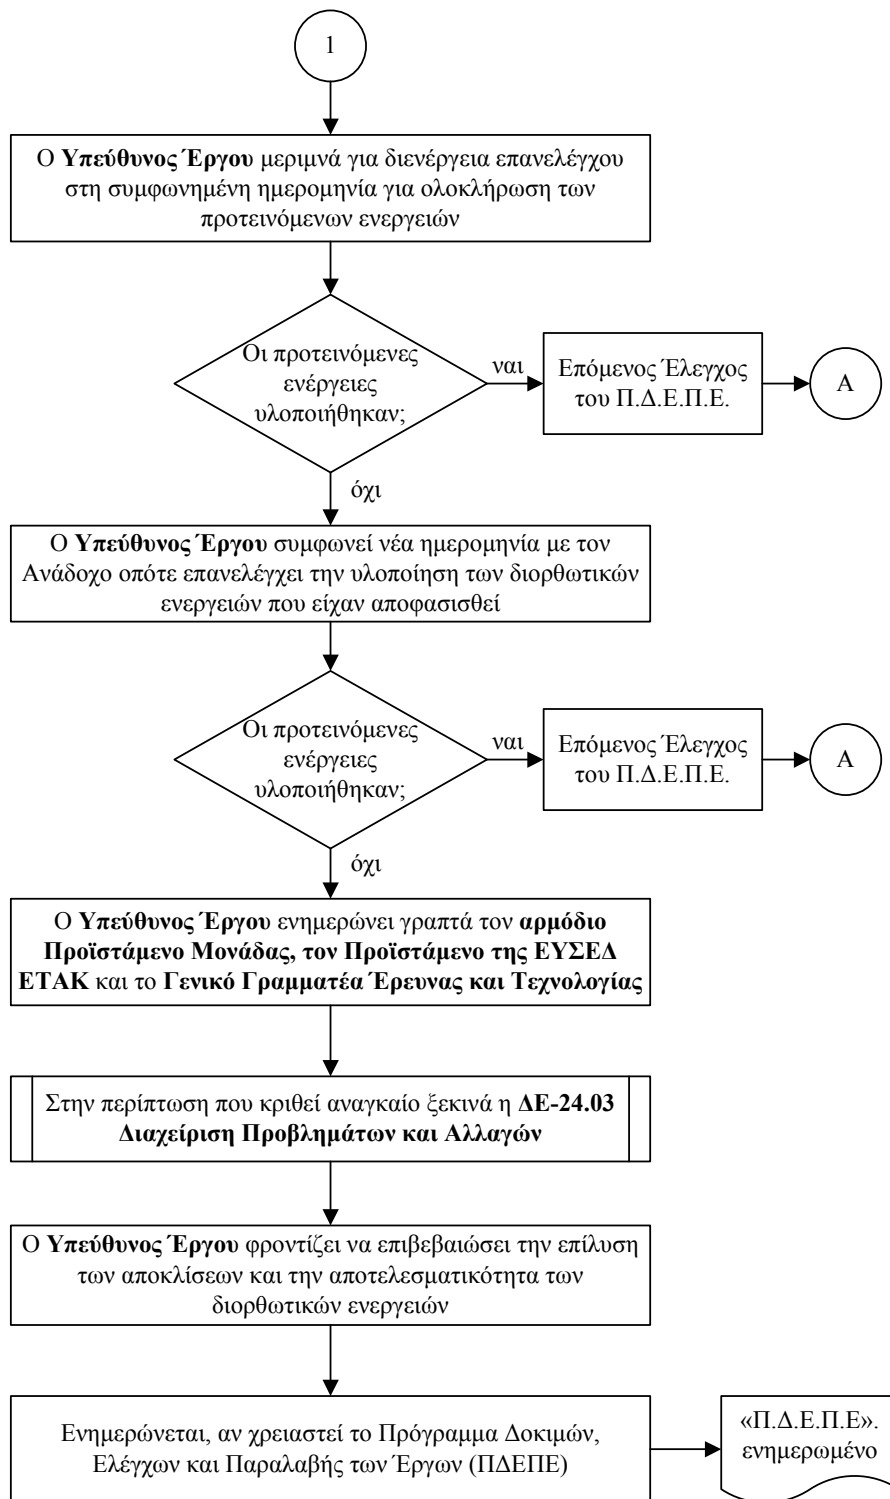 1
Ο Υπεύθυνος Έργου μεριμνά για διενέργεια επανελέγχου
στη συμφωνημένη ημερομηνία για ολοκλήρωση των
προτεινόμενων ενεργειών
Οι προτεινόμενες
ενέργειες
υλοποιήθηκαν;
ναι
Επόμενος Έλεγχος
του Π.Δ.Ε.Π.Ε.
Α
όχι
Ο Υπεύθυνος Έργου συμφωνεί νέα ημερομηνία με τον
Ανάδοχο οπότε επανελέγχει την υλοποίηση των διορθωτικών
ενεργειών που είχαν αποφασισθεί
Οι προτεινόμενες
ενέργειες
υλοποιήθηκαν;
ναι
Επόμενος Έλεγχος
του Π.Δ.Ε.Π.Ε.
Α
όχι
Ο Υπεύθυνος Έργου ενημερώνει γραπτά τον αρμόδιο
Προϊστάμενο Μονάδας, τον Προϊστάμενο της ΕΥΣΕΔ
ΕΤΑΚ και το Γενικό Γραμματέα Έρευνας και Τεχνολογίας
Στην περίπτωση που κριθεί αναγκαίο ξεκινά η ΔΕ-24.03
Διαχείριση Προβλημάτων και Αλλαγών
Ο Υπεύθυνος Έργου φροντίζει να επιβεβαιώσει την επίλυση
των αποκλίσεων και την αποτελεσματικότητα των
διορθωτικών ενεργειών
Ενημερώνεται, αν χρειαστεί το Πρόγραμμα Δοκιμών,
Ελέγχων και Παραλαβής των Έργων (ΠΔΕΠΕ)
«Π.Δ.Ε.Π.Ε».
ενημερωμένο